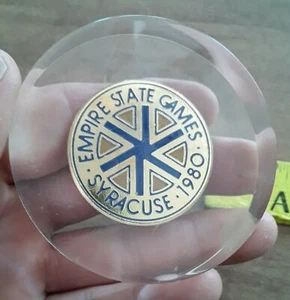 EMPIRE STATE GAMES
· SYRACUSE · 1980 ·
A